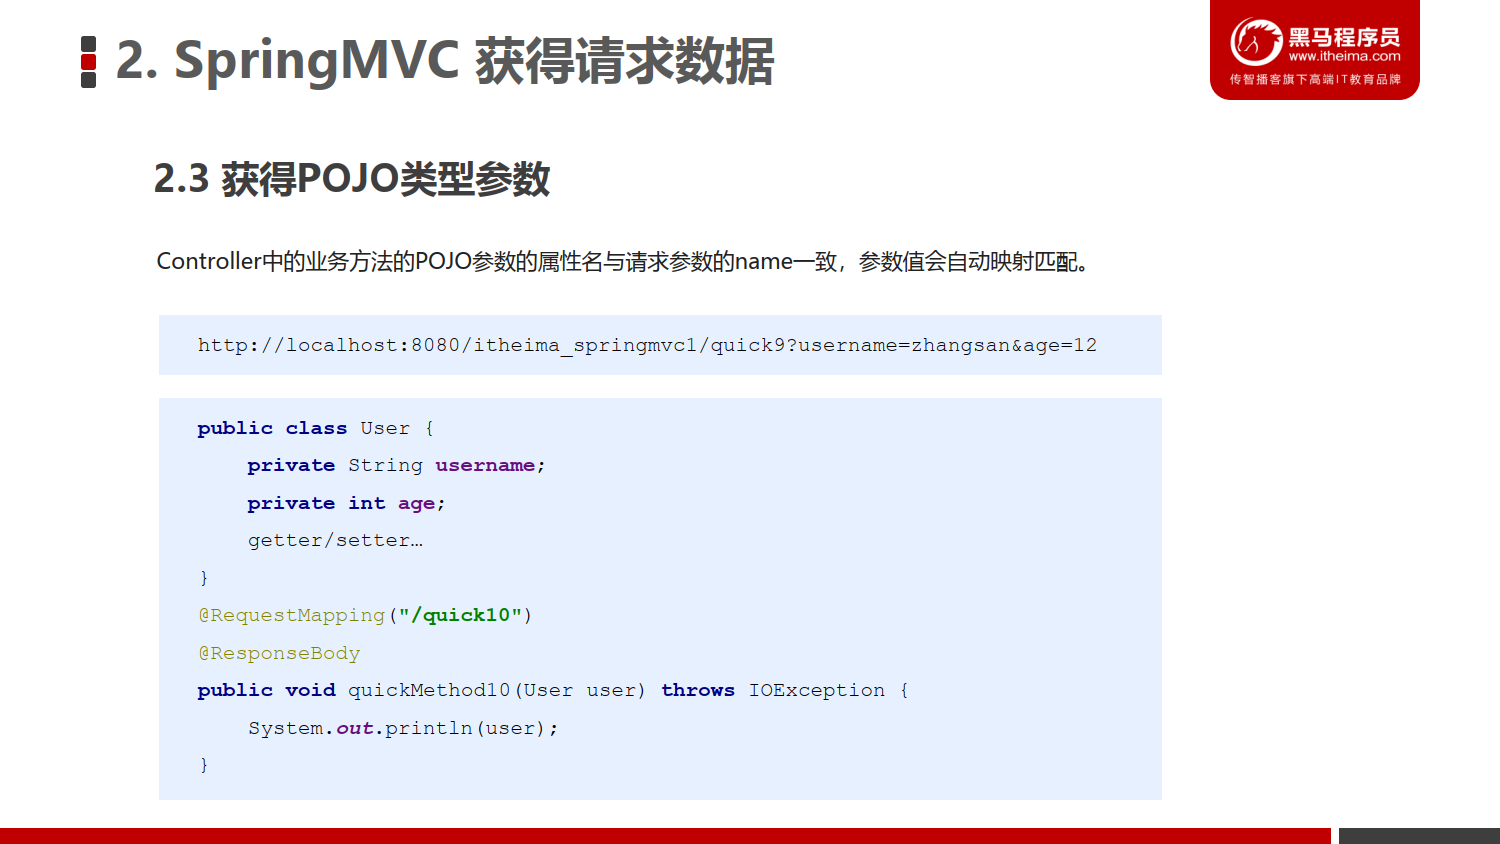 2. SpringMVC 获得请求数据
黑马程序员
www.itheima.com
传智播客旗下高端IT教育品牌
2.3 获得POJO类型参数
Controller中的业务方法的POJO参数的属性名与请求参数的name一致，参数值会自动映射匹配。
http://localhost:8080/itheima_springmvc1/quick9?username=zhangsan&age=12
public class User {
    private String username;
    private int age;
    getter/setter…
}
@RequestMapping("/quick10")
@ResponseBody
public void quickMethod10(User user) throws IOException {
    System.out.println(user);
}